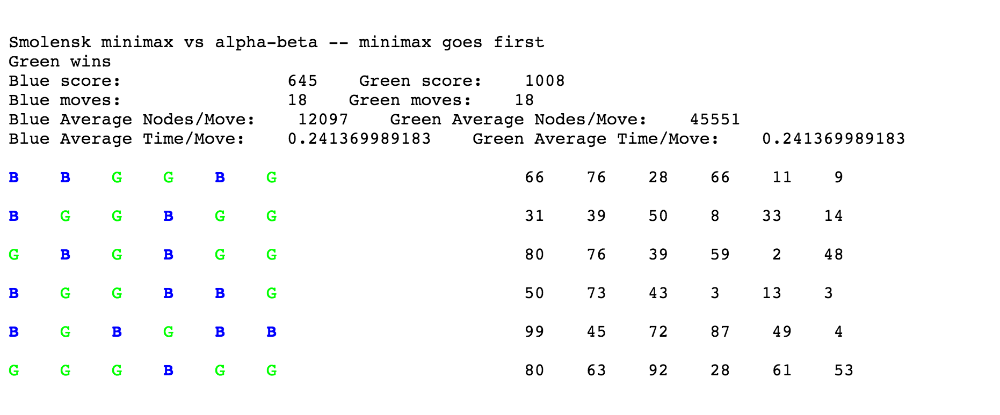 Smolensk minimax vs alpha-beta -- minimax goes first
Green wins
Blue score: 645 Green score: 1008
Blue moves: 18 Green moves: 18
Blue Average Nodes/Move: 12097 Green Average Nodes/Move: 45551
Blue Average Time/Move: 0.241369989183 Green Average Time/Move: 0.241369989183
B B G G B G 66 76 28 66 11 9
B G G B G G 31 39 50 8 33 14
G B G B G G 80 76 39 59 2 48
B G G B B G 50 73 43 3 13 3
B G B G B B 99 45 72 87 49 4
G G G B G G 80 63 92 28 61 53